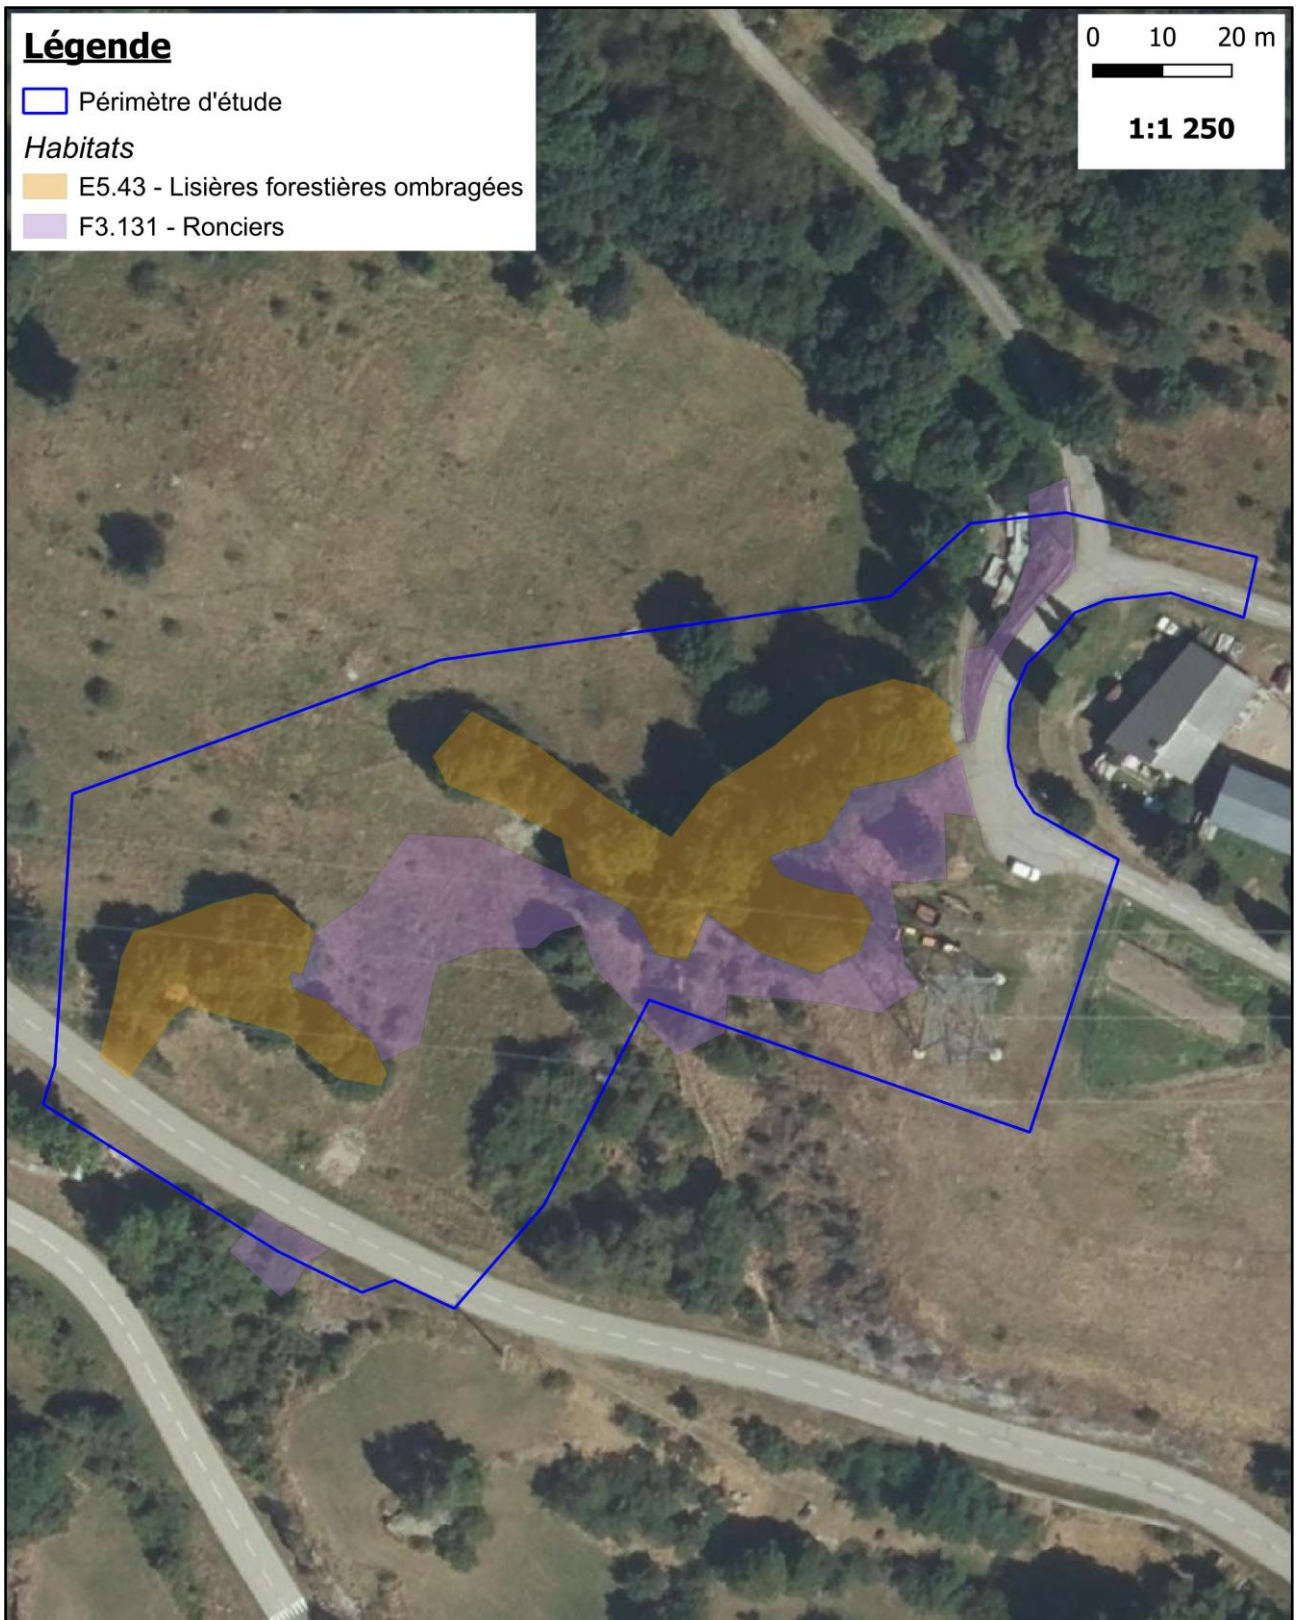 Légende
Périmètre d'étude
Habitats
E5.43 - Lisières forestières ombragées
F3.131 - Ronciers
0 10 20 m
1:1 250